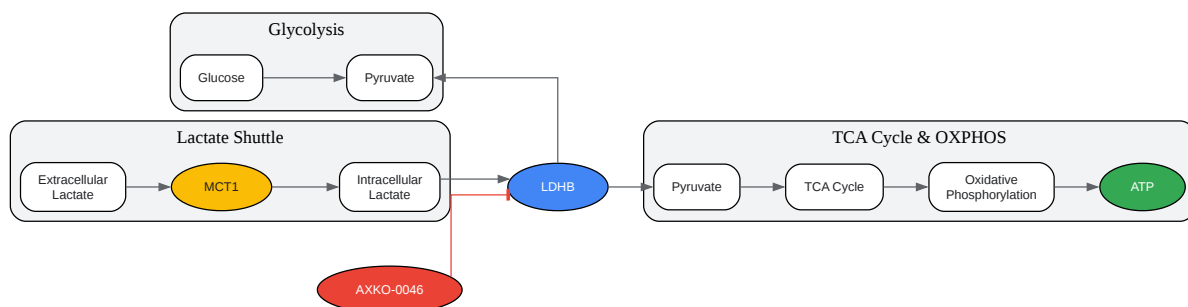 Glycolysis
Glucose
Pyruvate
Lactate Shuttle
Extracellular
Lactate
MCT1
Intracellular
Lactate
LDHB
TCA Cycle & OXPHOS
Pyruvate
TCA Cycle
Oxidative
Phosphorylation
ATP
AXKO-0046